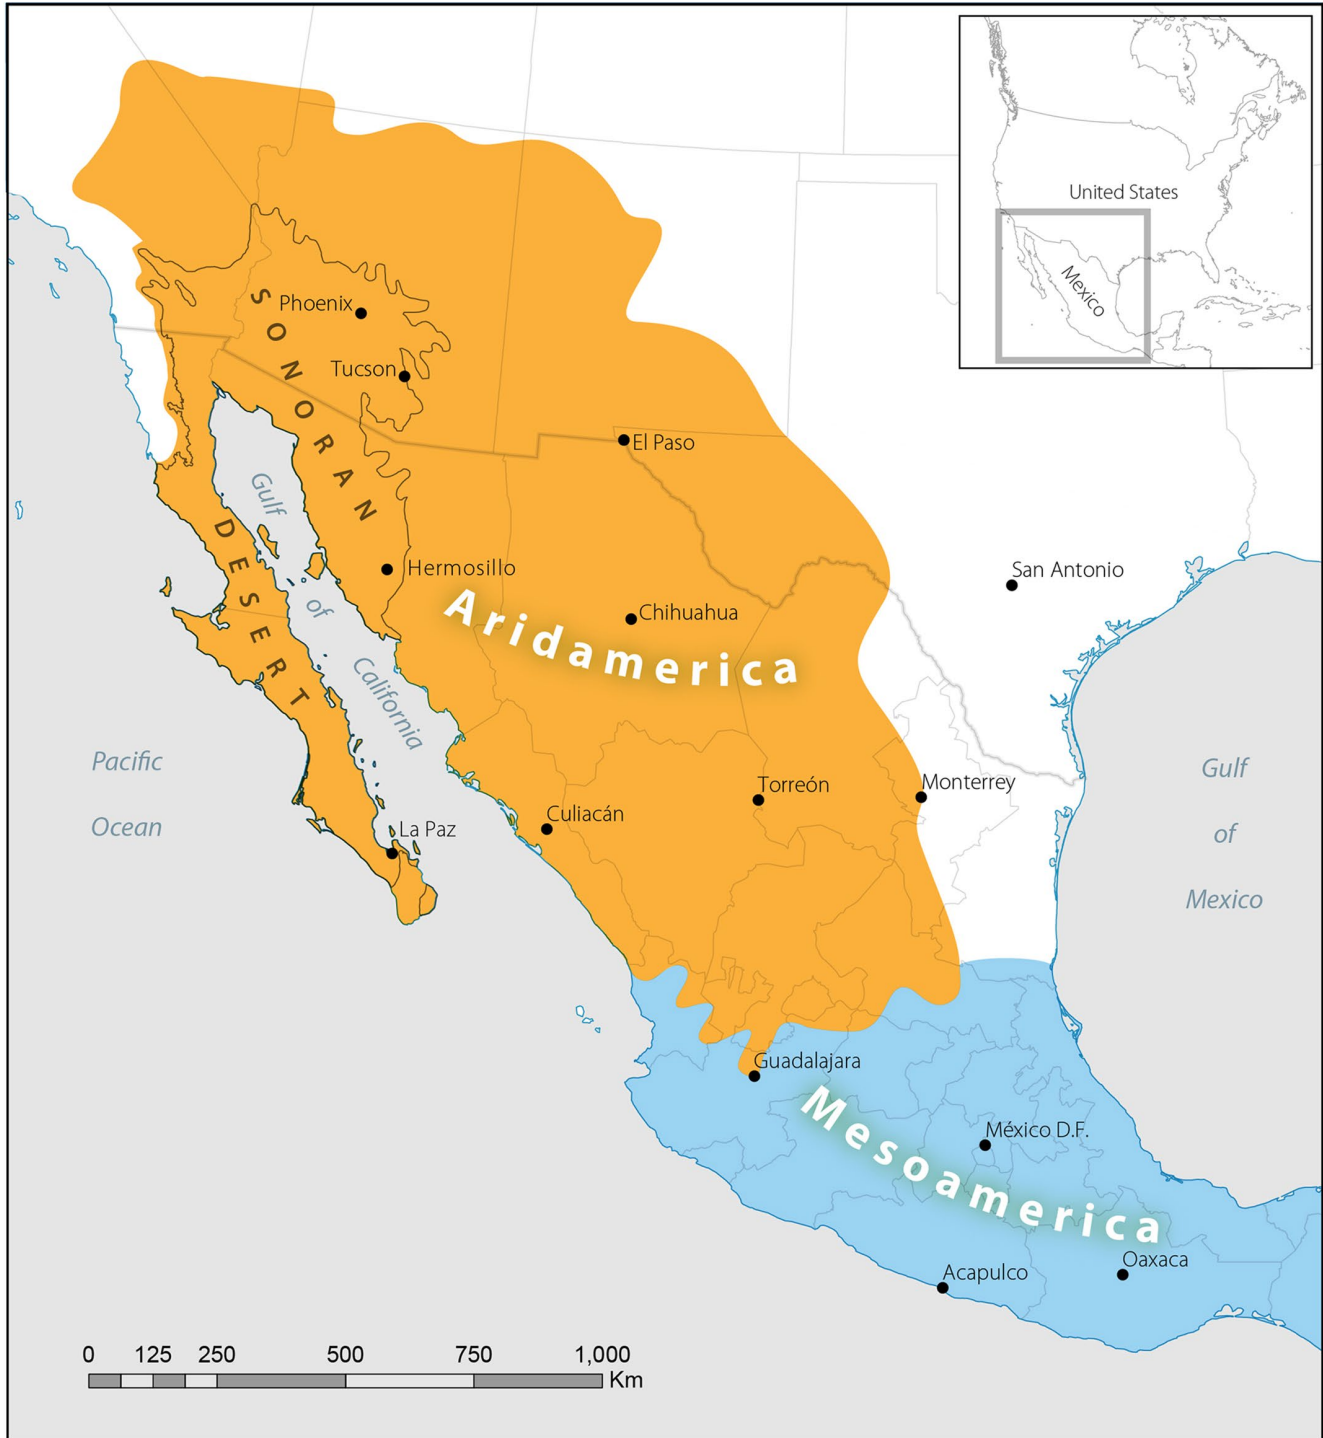 United States
Mexico
Phoenix
Tucson
SONORAN
DESERT
El Paso
Gulf
of
California
Hermosillo
San Antonio
Chihuahua
Aridamerica
Pacific
Ocean
Gulf
of
Mexico
Torreón
Monterrey
Culiacán
La Paz
Guadalajara
México D.F.
Mesoamerica
Oaxaca
Acapulco
0 125 250 500 750 1,000
Km